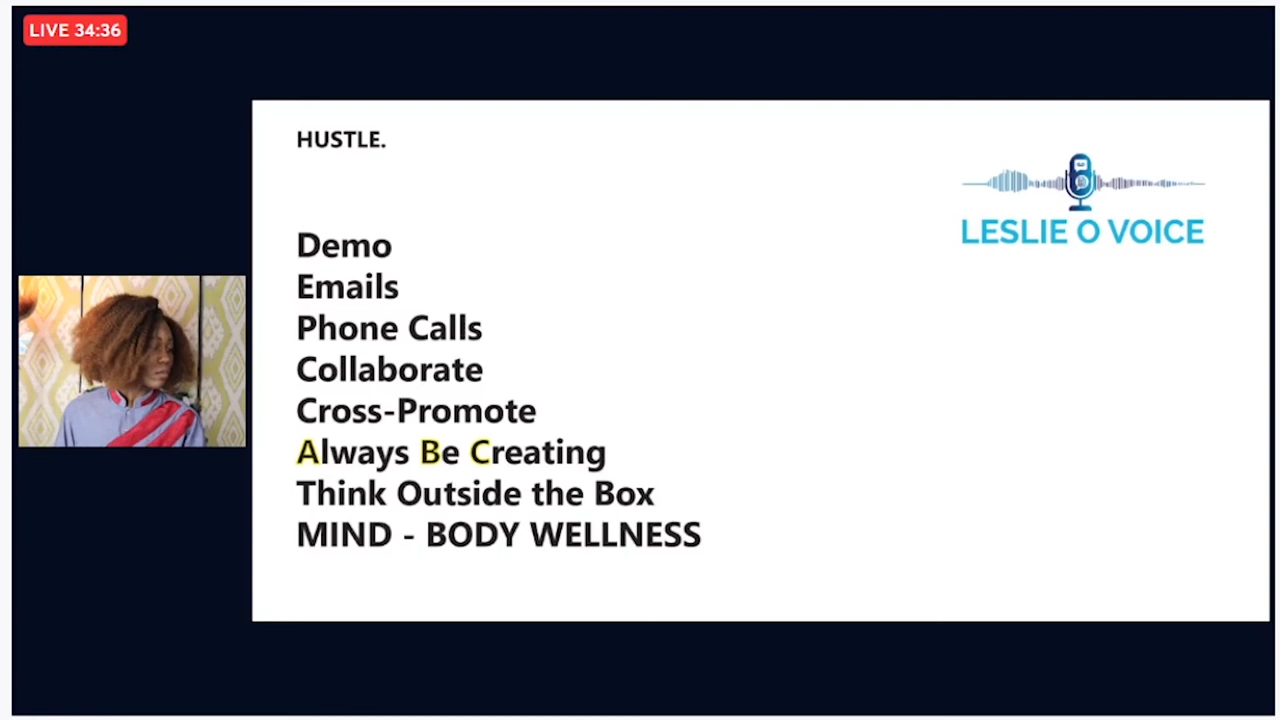 LIVE 34:36
HUSTLE.
LESLIE O VOICE
Demo
Emails
Phone Calls
Collaborate
Cross-Promote
Always Be Creating
Think Outside the Box
MIND - BODY WELLNESS